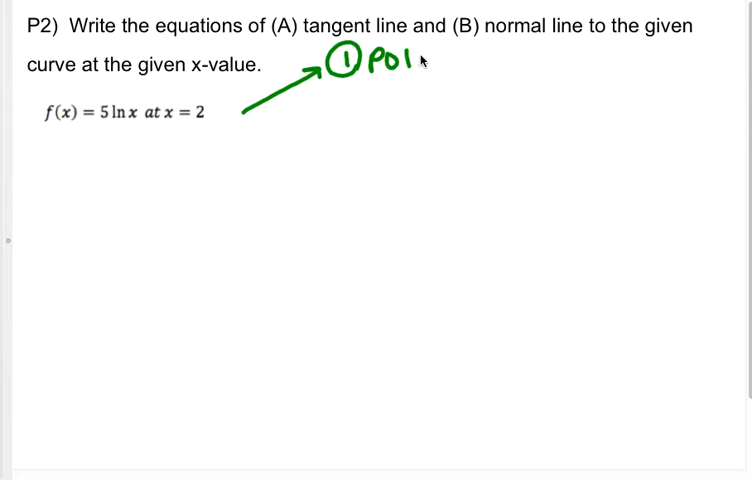 P2) Write the equations of (A) tangent line and (B) normal line to the given
curve at the given x-value.
① POI
f(x) = 5 ln x at x = 2